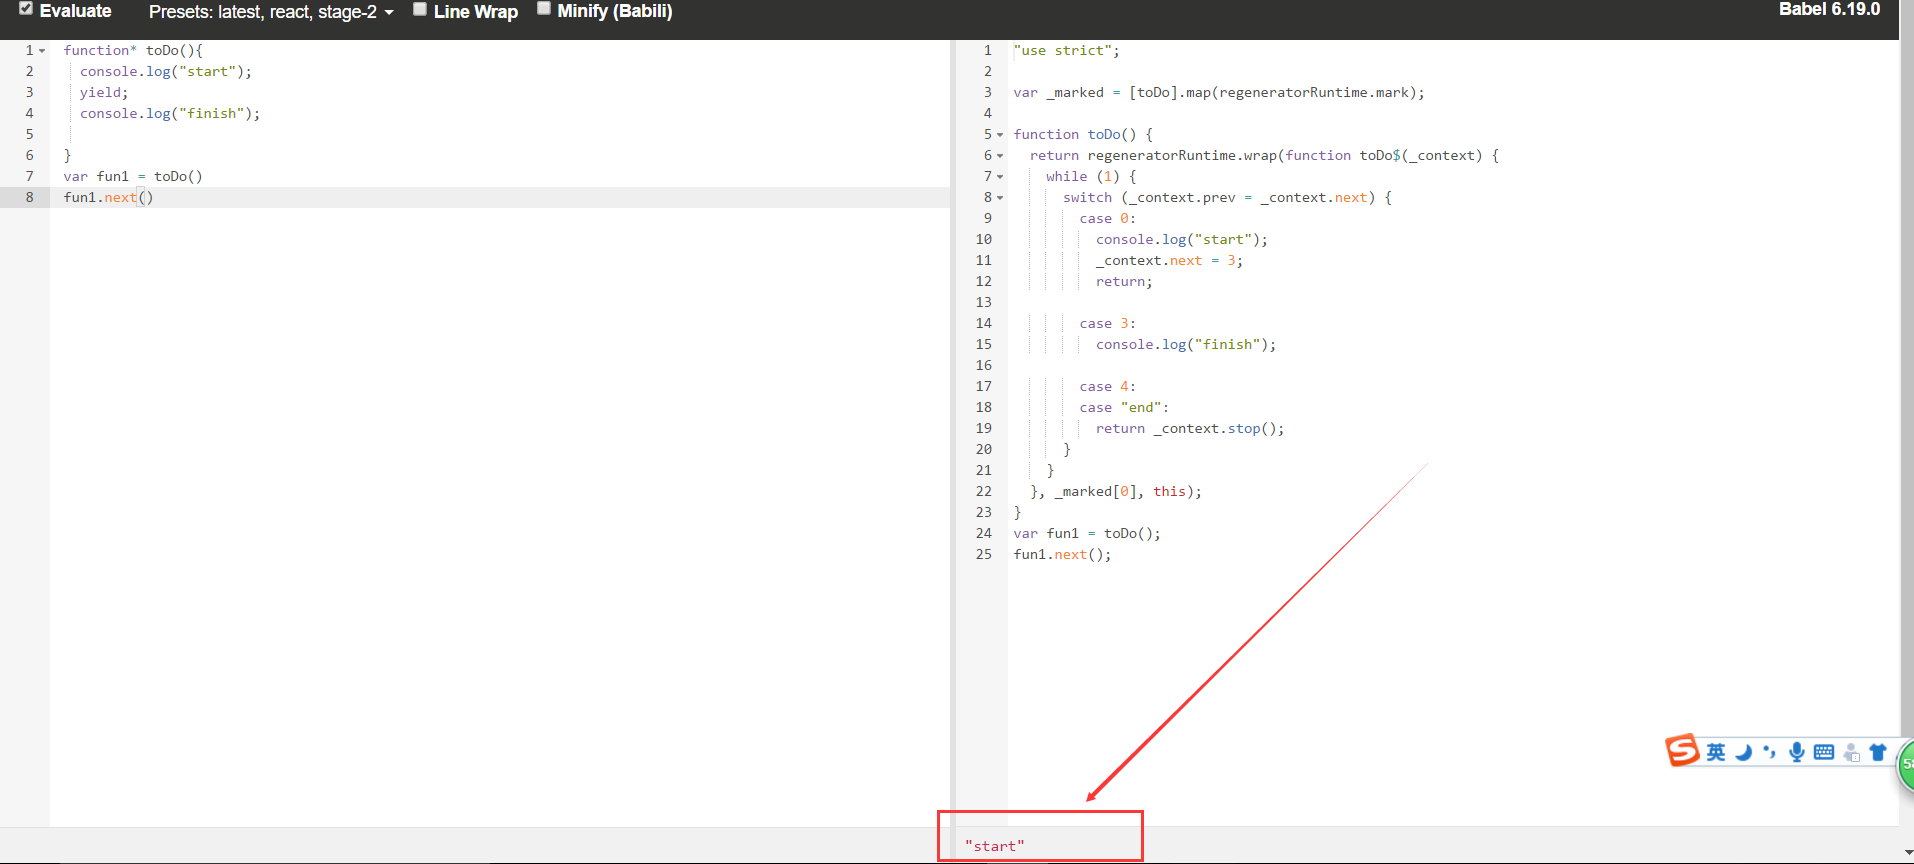 Evaluate Presets: latest, react, stage-2 Line Wrap Minify (Babili) Babel 6.19.0
1 function* toDo(){
2 console.log("start");
3 yield;
4 console.log("finish");
5
6 }
7 var fun1 = toDo()
8 fun1.next()
1 "use strict";
2
3 var _marked = [toDo].map(regeneratorRuntime.mark);
4
5 function toDo() {
6 return regeneratorRuntime.wrap(function toDo$(_context) {
7 while (1) {
8 switch (_context.prev = _context.next) {
9 case 0:
10 console.log("start");
11 _context.next = 3;
12 return;
13
14 case 3:
15 console.log("finish");
16
17 case 4:
18 case "end":
19 return _context.stop();
20 }
21 }
22 }, _marked[0], this);
23 }
24 var fun1 = toDo();
25 fun1.next();
S 英
"start"